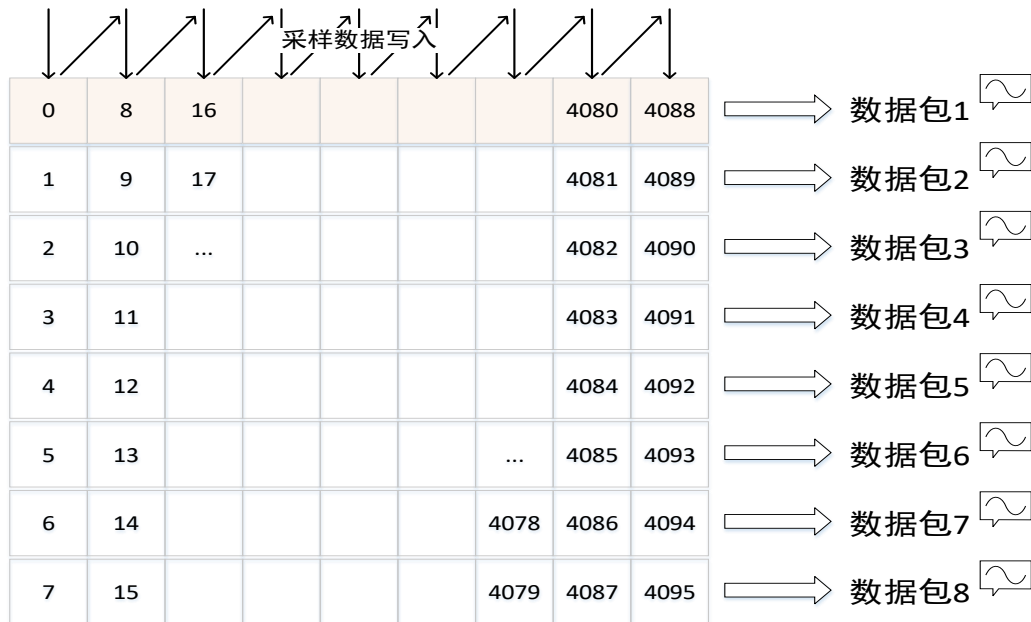 采样数据写入
0 8 16 4080 4088 数据包1
1 9 17 4081 4089 数据包2
2 10 ... 4082 4090 数据包3
3 11 4083 4091 数据包4
4 12 4084 4092 数据包5
5 13 ... 4085 4093 数据包6
6 14 4078 4086 4094 数据包7
7 15 4079 4087 4095 数据包8